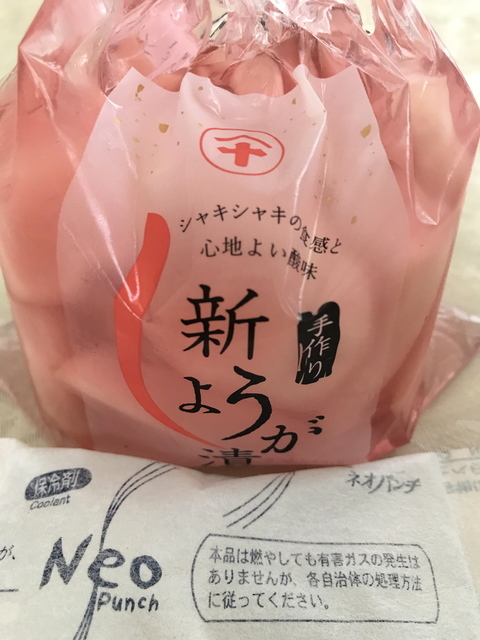 シャキシャキの食感と
心地よい酸味
新
しょうが
漬
手作り
保冷剤
Coolant
ネオパンチ
が、
Neo
Punch
本品は燃やしても有害ガスの発生は
ありませんが、各自治体の処理方法
に従ってください。